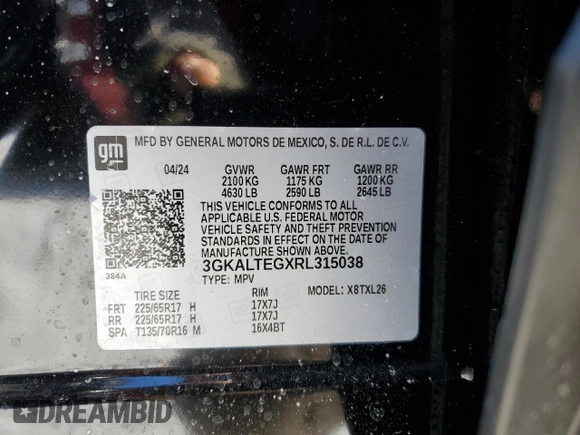 gm
MFD BY GENERAL MOTORS DE MEXICO, S. DE R.L. DE C.V.
04/24 GVWR GAWR FRT GAWR RR
2100 KG 1175 KG 1200 KG
4630 LB 2590 LB 2645 LB
THIS VEHICLE CONFORMS TO ALL
APPLICABLE U.S. FEDERAL MOTOR
VEHICLE SAFETY AND THEFT
PREVENTION STANDARDS IN EFFECT
ON THE DATE OF MANUFACTURE
SHOWN ABOVE.
384A
3GKALTEGXRL315038
TYPE: MPV MODEL: X8TXL26
TIRE SIZE RIM
FRT 225/65R17 H 17X7J
RR 225/65R17 H 17X7J
SPA T135/70R16 M 16X4BT
DREAMBID